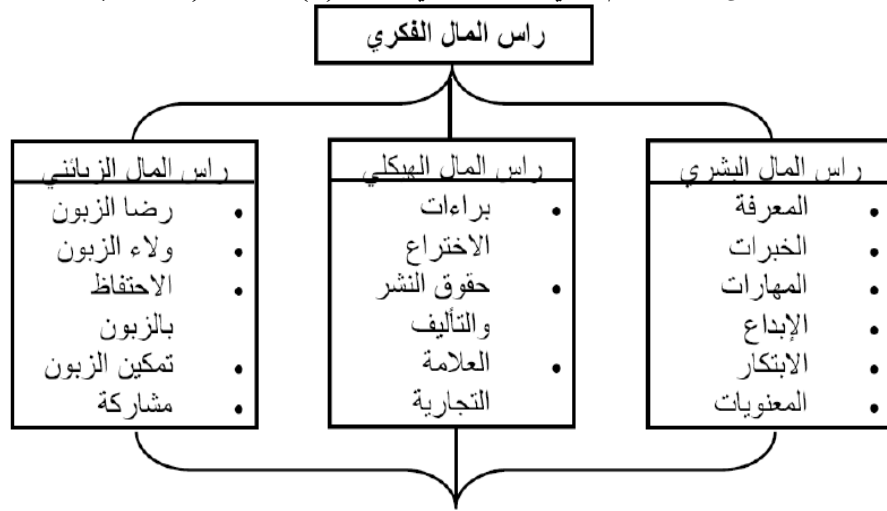 راس المال الفكري
راس المال البشري
• المعرفة
• الخبرات
• المهارات
• الإبداع
• الابتكار
• المعنويات
راس المال الهيكلي
• براءات
الاختراع
• حقوق النشر
والتأليف
• العلامة
التجارية
راس المال الزبائني
• رضا الزبون
• ولاء الزبون
• الاحتفاظ
بالزبون
• تمكين الزبون
• مشاركة